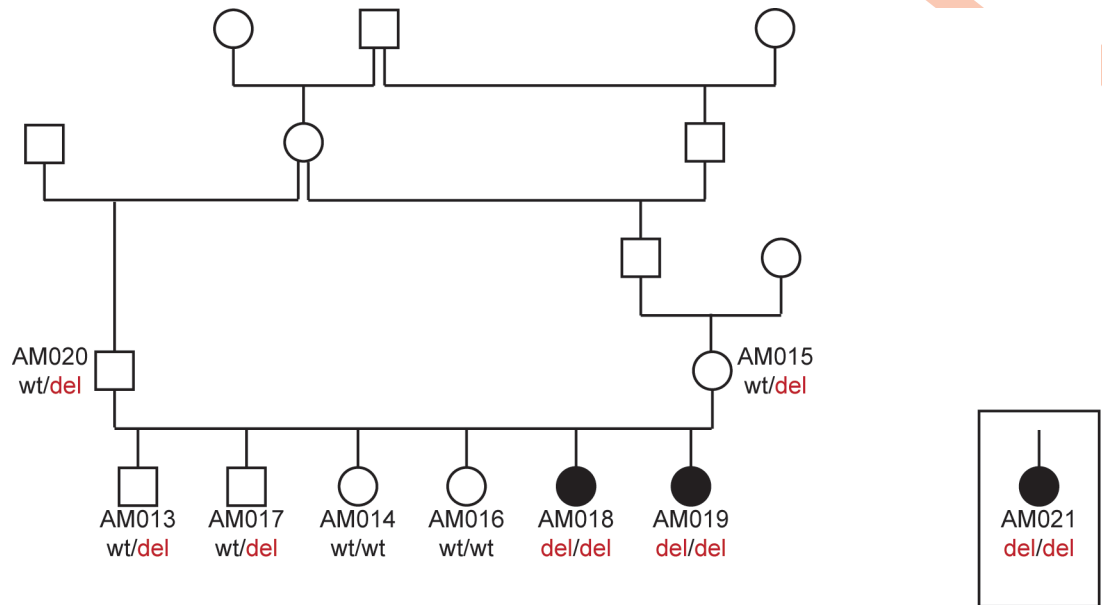 AM020
wt/del
AM015
wt/del
AM013
wt/del
AM017
wt/del
AM014
wt/wt
AM016
wt/wt
AM018
del/del
AM019
del/del
AM021
del/del